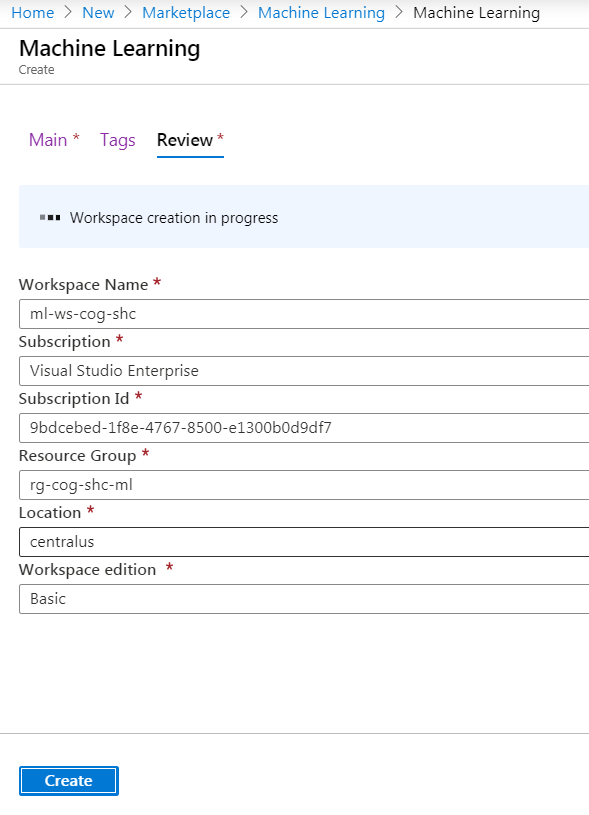 Home > New > Marketplace > Machine Learning > Machine Learning
Machine Learning
Create
Main * Tags Review *
Workspace creation in progress
Workspace Name *
ml-ws-cog-shc
Subscription *
Visual Studio Enterprise
Subscription Id *
9bdcebed-1f8e-4767-8500-e1300b0d9df7
Resource Group *
rg-cog-shc-ml
Location *
centralus
Workspace edition *
Basic
Create